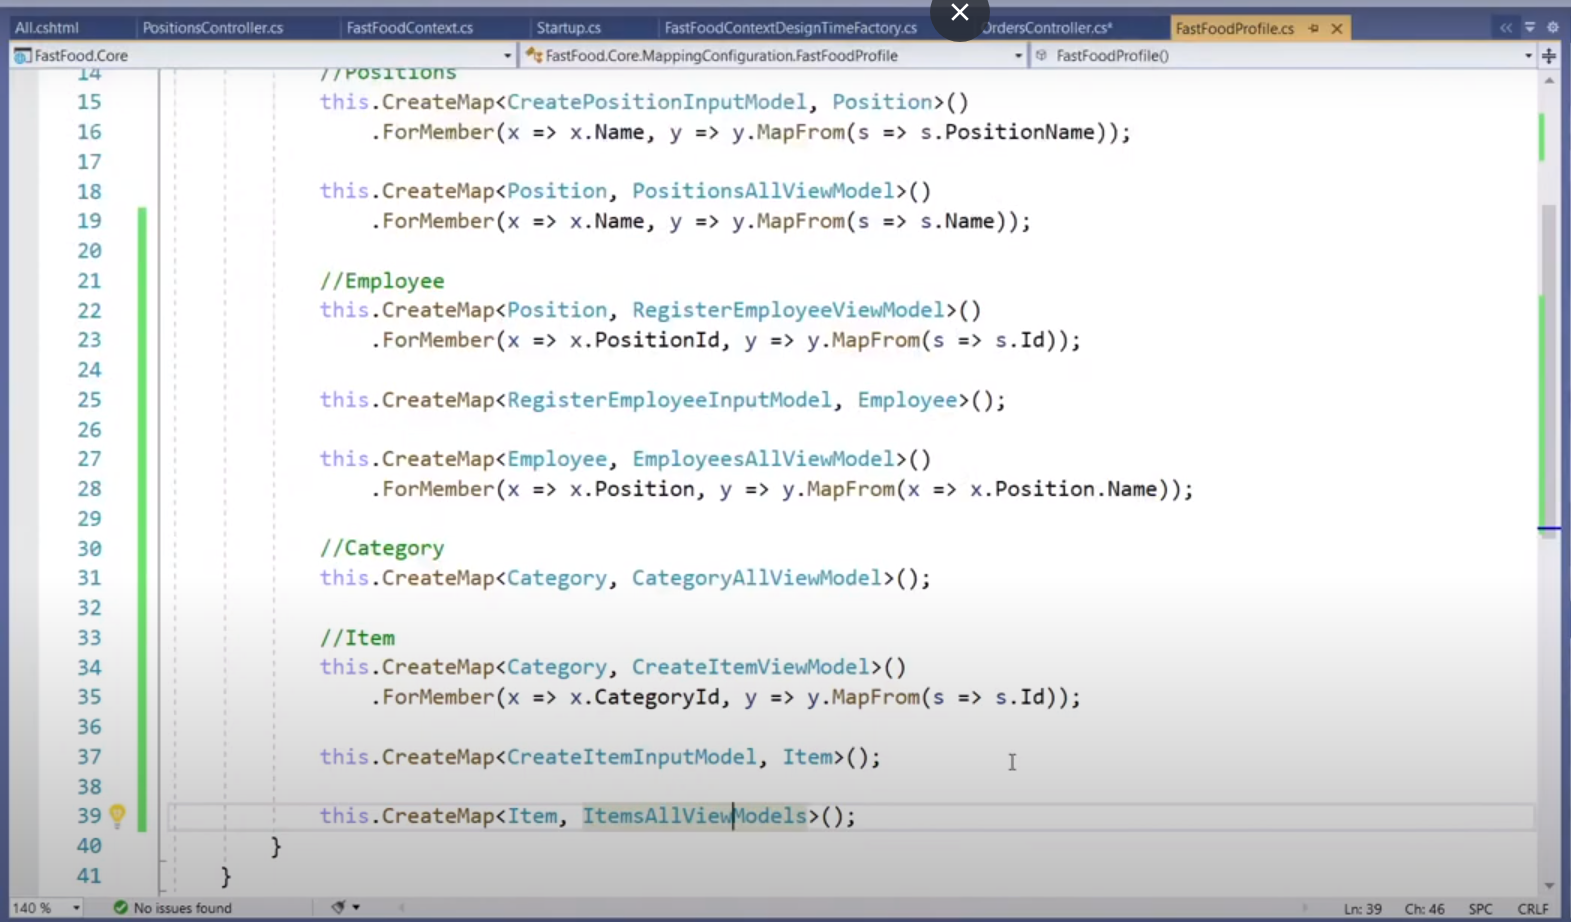 All.cshtml PositionsController.cs FastFoodContext.cs Startup.cs FastFoodContextDesignTimeFactory.cs OrdersController.cs* FastFoodProfile.cs
FastFood.Core FastFood.Core.MappingConfiguration.FastFoodProfile FastFoodProfile()
14 //Positions
15 this.CreateMap<CreatePositionInputModel, Position>()
16 .ForMember(x => x.Name, y => y.MapFrom(s => s.PositionName));
17
18 this.CreateMap<Position, PositionsAllViewModel>()
19 .ForMember(x => x.Name, y => y.MapFrom(s => s.Name));
20
21 //Employee
22 this.CreateMap<Position, RegisterEmployeeViewModel>()
23 .ForMember(x => x.PositionId, y => y.MapFrom(s => s.Id));
24
25 this.CreateMap<RegisterEmployeeInputModel, Employee>();
26
27 this.CreateMap<Employee, EmployeesAllViewModel>()
28 .ForMember(x => x.Position, y => y.MapFrom(x => x.Position.Name));
29
30 //Category
31 this.CreateMap<Category, CategoryAllViewModel>();
32
33 //Item
34 this.CreateMap<Category, CreateItemViewModel>()
35 .ForMember(x => x.CategoryId, y => y.MapFrom(s => s.Id));
36
37 this.CreateMap<CreateItemInputModel, Item>();
38
39 this.CreateMap<Item, ItemsAllViewModels>();
40 }
41 }
140 % No issues found Ln: 39 Ch: 46 SPC CRLF